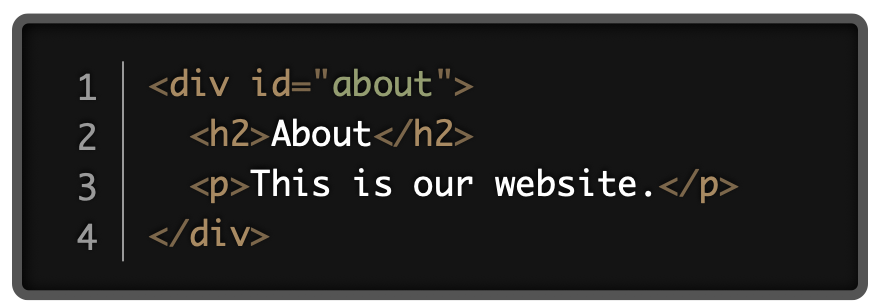 1 <div id="about">
2   <h2>About</h2>
3   <p>This is our website.</p>
4 </div>